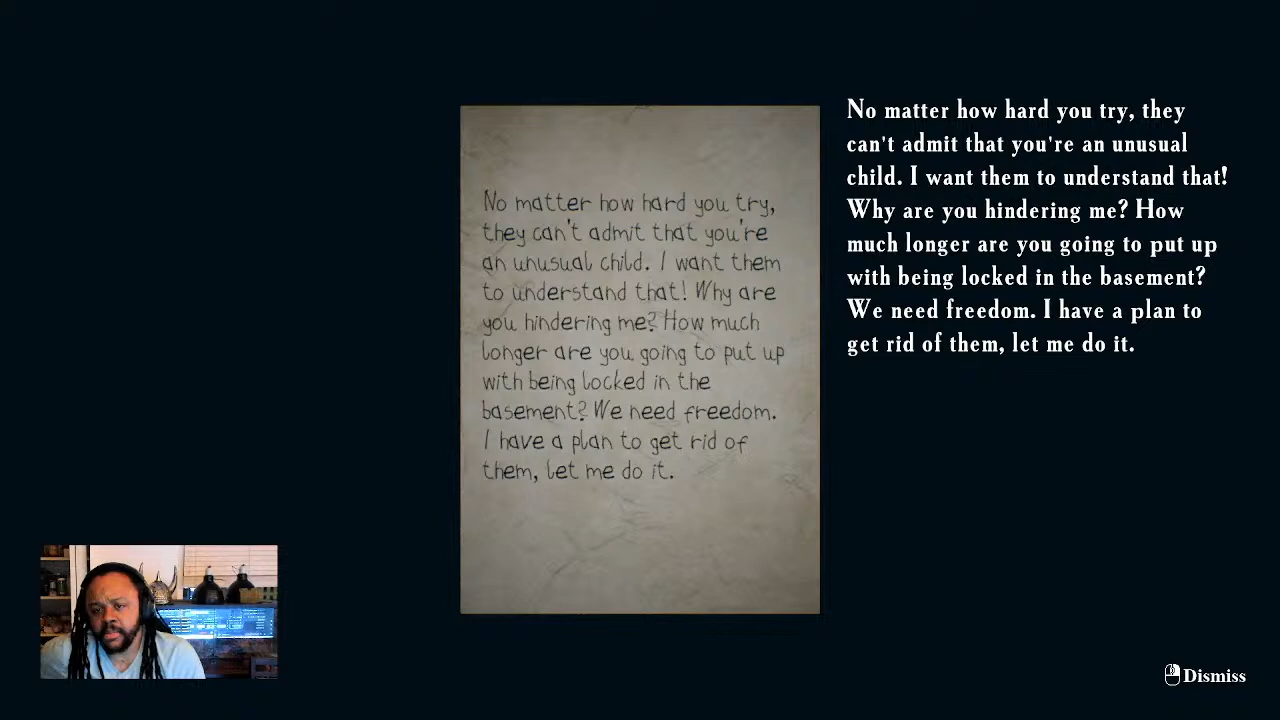 No matter how hard you try,
they can't admit that you're
an unusual child. I want them
to understand that! Why are
you hindering me? How much
longer are you going to put up
with being locked in the
basement? We need freedom.
I have a plan to get rid of
them, let me do it.
No matter how hard you try, they
can't admit that you're an unusual
child. I want them to understand that!
Why are you hindering me? How
much longer are you going to put up
with being locked in the basement?
We need freedom. I have a plan to
get rid of them, let me do it.
Dismiss